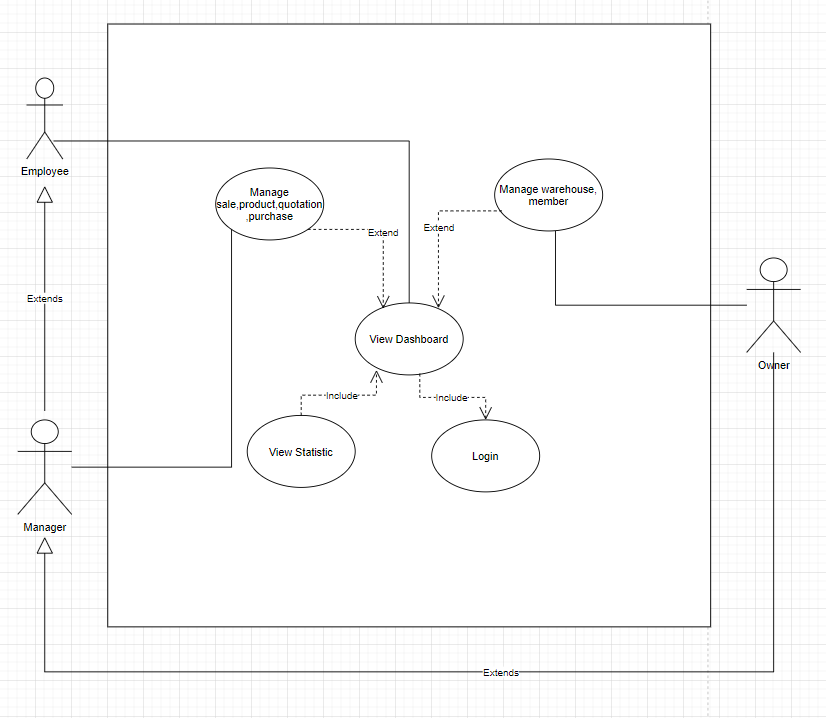 Employee
Manage
sale,product,quotation
,purchase
Manage warehouse,
member
Extend
Extend
Extends
View Dashboard
Owner
Include
Include
View Statistic
Login
Manager
Extends